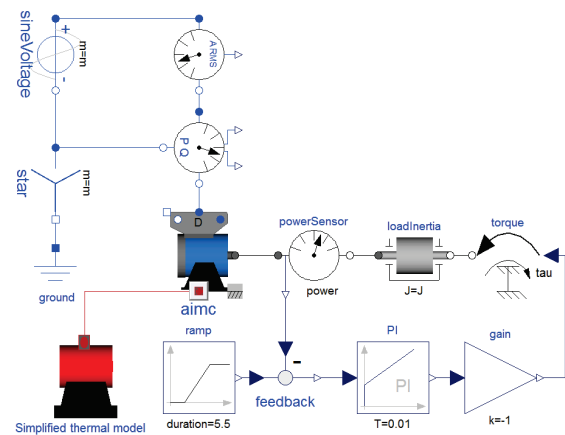 sineVoltage
+
-
m=m
A RMS
P Q
star
m=m
ground
D
aimc
powerSensor
power
loadInertia
J=J
torque
tau
Simplified thermal model
ramp
duration=5.5
-
feedback
PI
PI
T=0.01
gain
k=-1